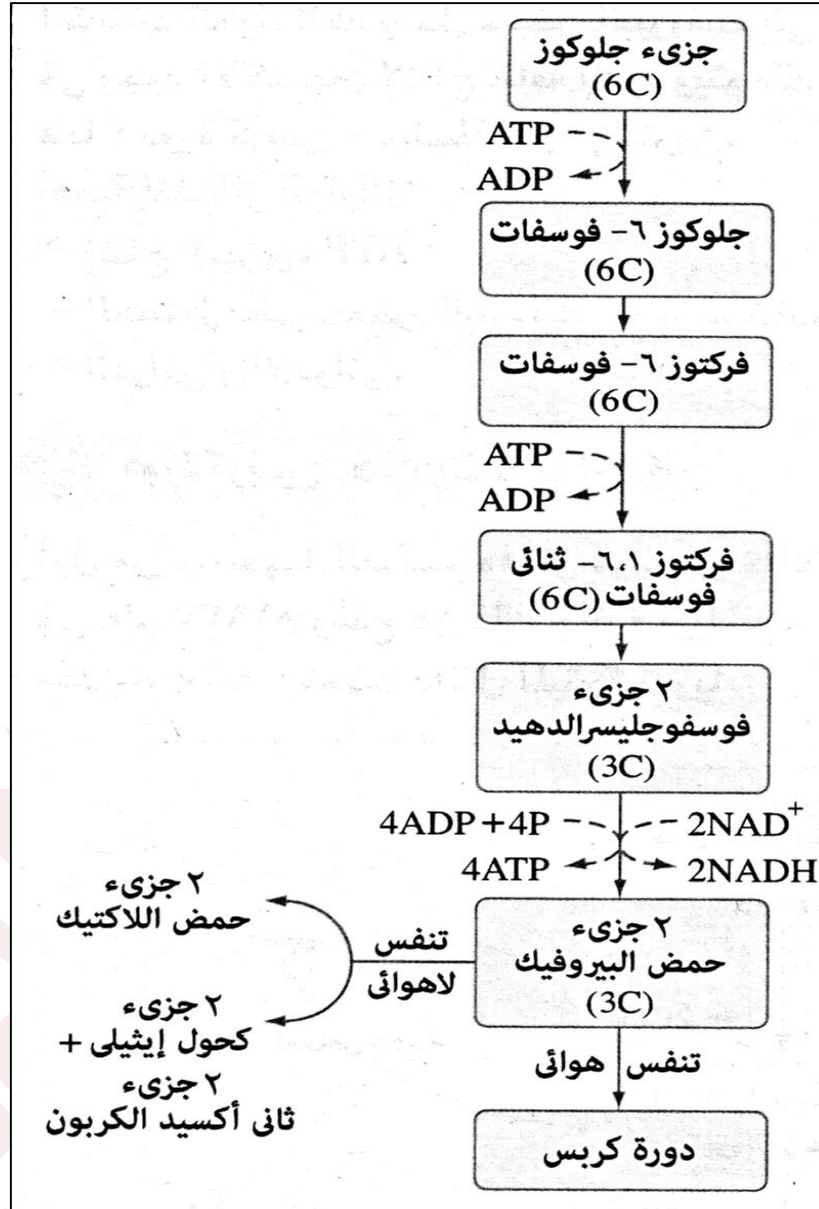 جزىء جلوكوز
(6C)
ATP
ADP
جلوكوز ٦- فوسفات
(6C)
فركتوز ٦- فوسفات
(6C)
ATP
ADP
فركتوز ٦،١- ثنائى
فوسفات (6C)
٢ جزىء
فوسفوجليسرالدهيد
(3C)
4ADP+4P
2NAD+
4ATP
2NADH
٢ جزىء
حمض البيروفيك
(3C)
تنفس
لاهوائى
٢ جزىء
حمض اللاكتيك
٢ جزىء
كحول إيثيلى +
٢ جزىء
ثانى أكسيد الكربون
تنفس هوائى
دورة كربس